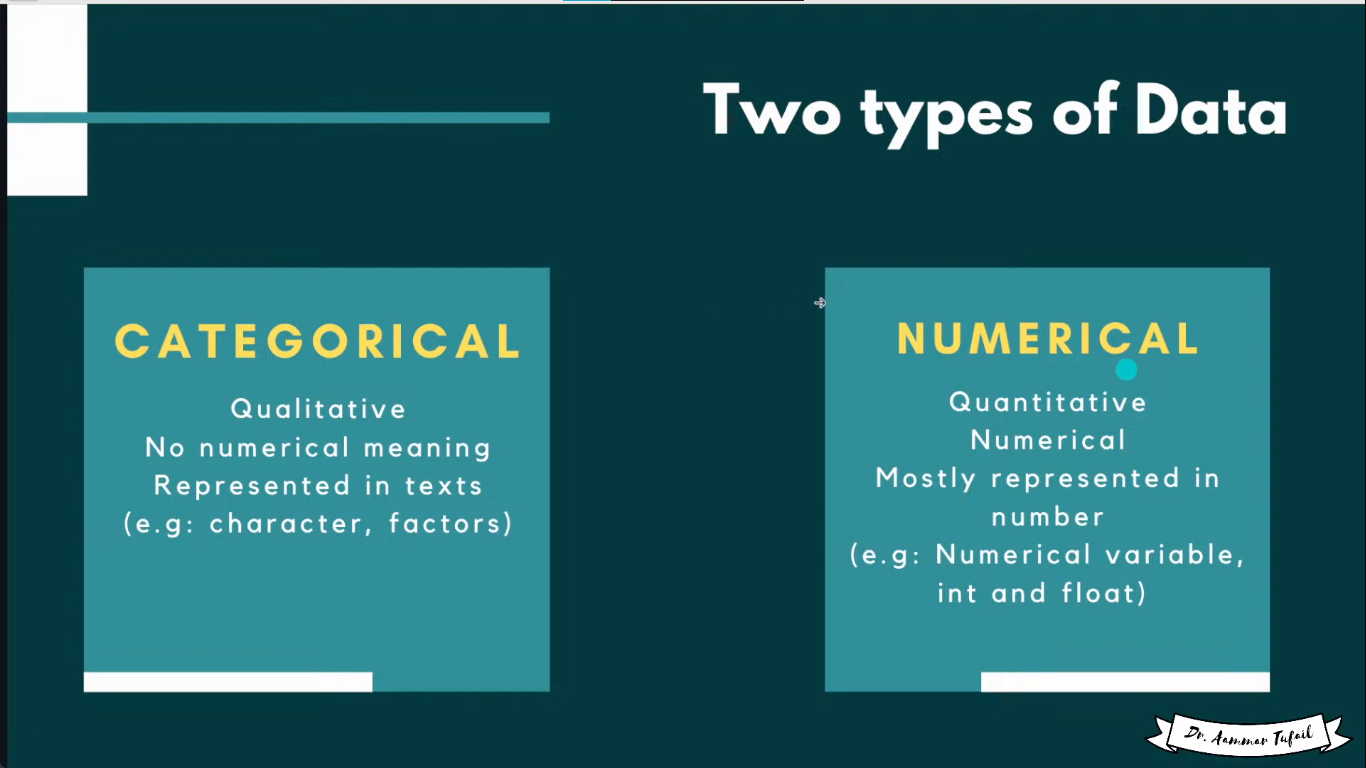 Two types of Data
CATEGORICAL
Qualitative
No numerical meaning
Represented in texts
(e.g: character, factors)
NUMERICAL
Quantitative
Numerical
Mostly represented in
number
(e.g: Numerical variable,
int and float)
Dr. Aammar Tufail